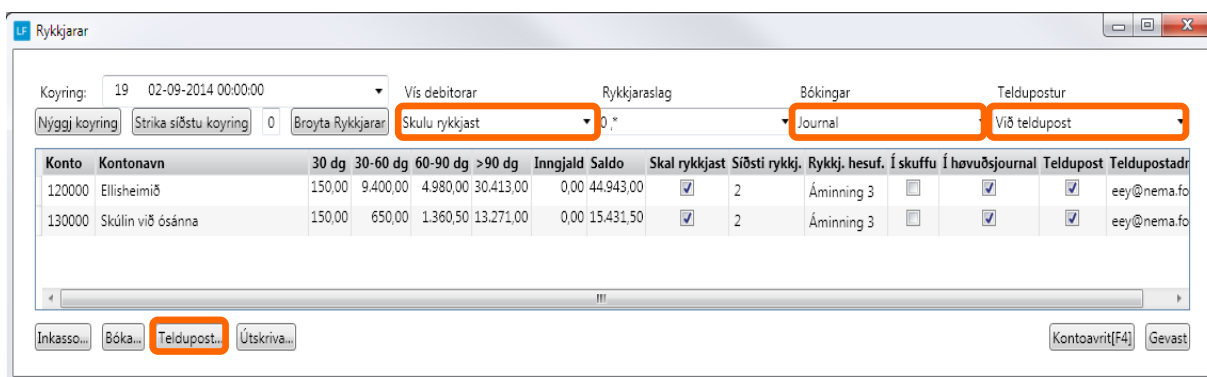 LF Rykkjarar
Koyring: 19 02-09-2014 00:00:00 Vís debitorar Rykkjaraslag Bókingar Teldupostur
Nýggj koyring Strika síðstu koyring 0 Broyta Rykkjarar Skulu rykkjast 0 ,* Journal Við teldupost
Konto Kontonavn 30 dg 30-60 dg 60-90 dg >90 dg Inngjald Saldo Skal rykkjast Síðsti rykkj. Rykkj. hesuf. Í skuffu Í høvuðsjournal Teldupost Teldupostadr
120000 Ellisheimið 150,00 9.400,00 4.980,00 30.413,00 0,00 44.943,00 2 Áminning 3 eey@nema.fo
130000 Skúlin við ósánna 150,00 650,00 1.360,50 13.271,00 0,00 15.431,50 2 Áminning 3 eey@nema.fo
Inkasso... Bóka... Teldupost... Útskriva... Kontoavrit[F4] Gevast